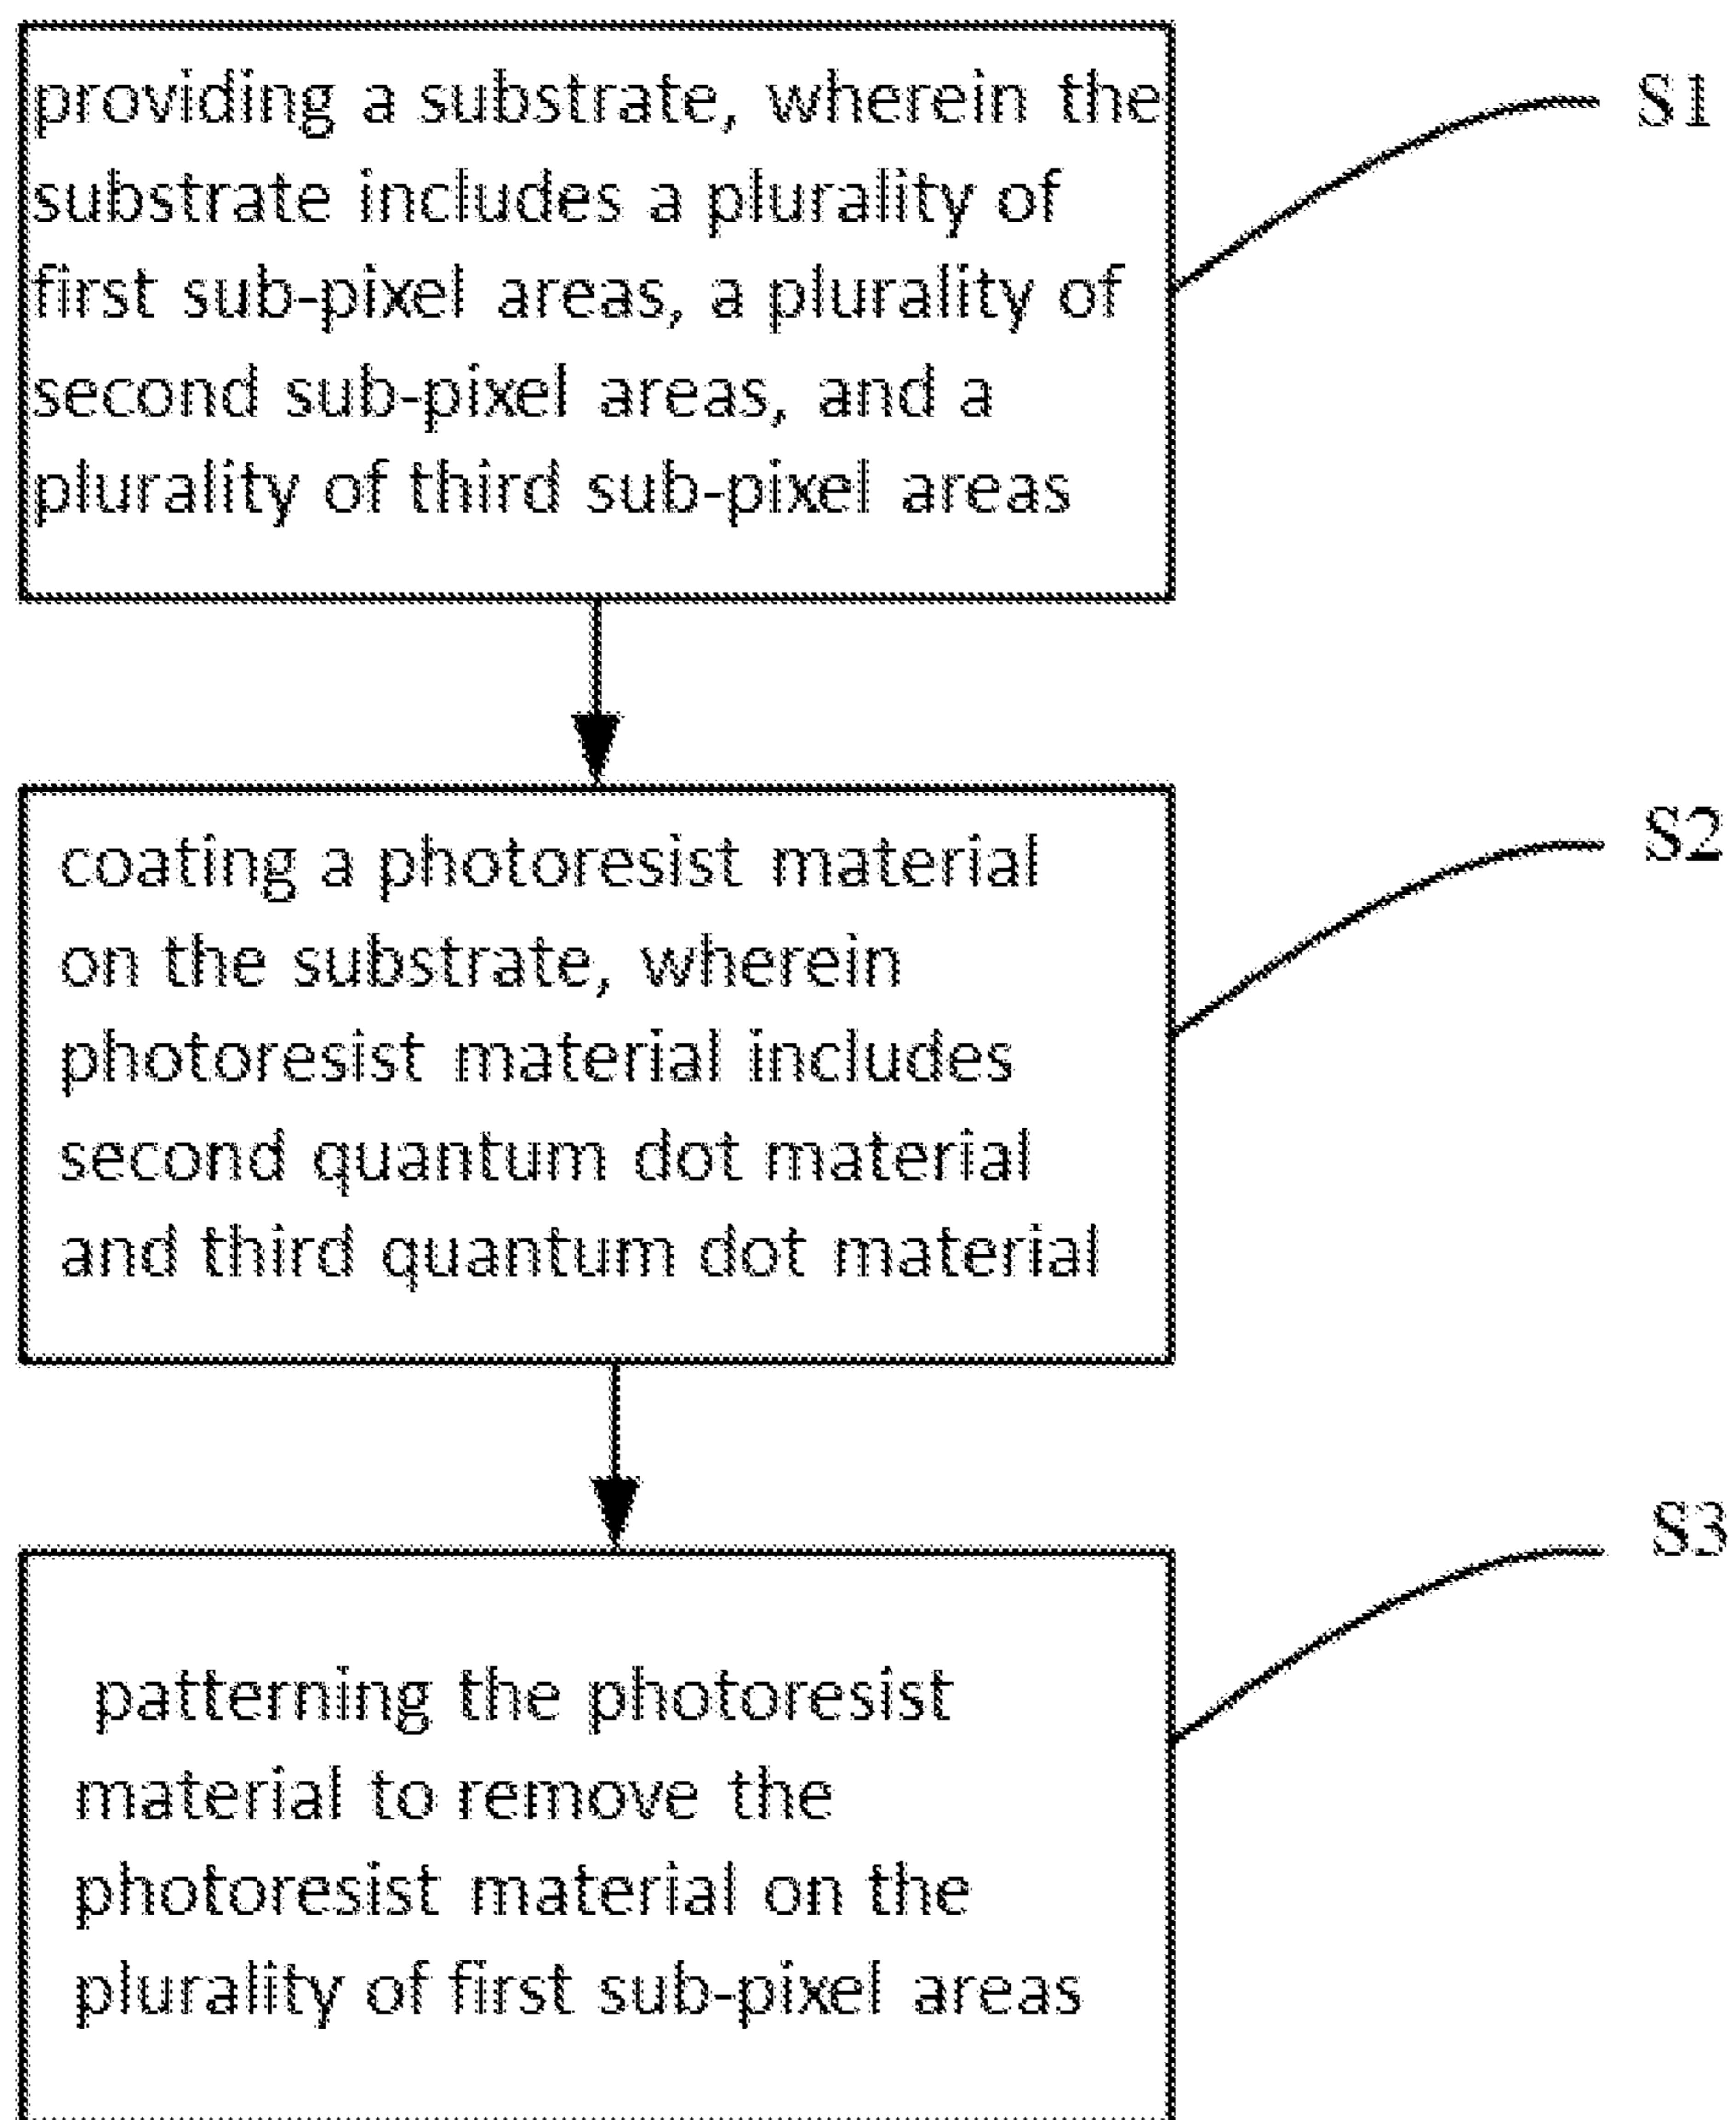 providing a substrate, wherein the
S1
substrate includes a plurality of
first sub-pixel areas, a plurality of
second sub-pixel areas, and a
plurality of third sub-pixel areas
coating a photoresist material
S2
on the substrate, wherein
photoresist material includes
second quantum dot material
and third quantum dot material
S3
patterning the photoresist
material to remove the
photoresist material on the
plurality of first sub-pixel areas